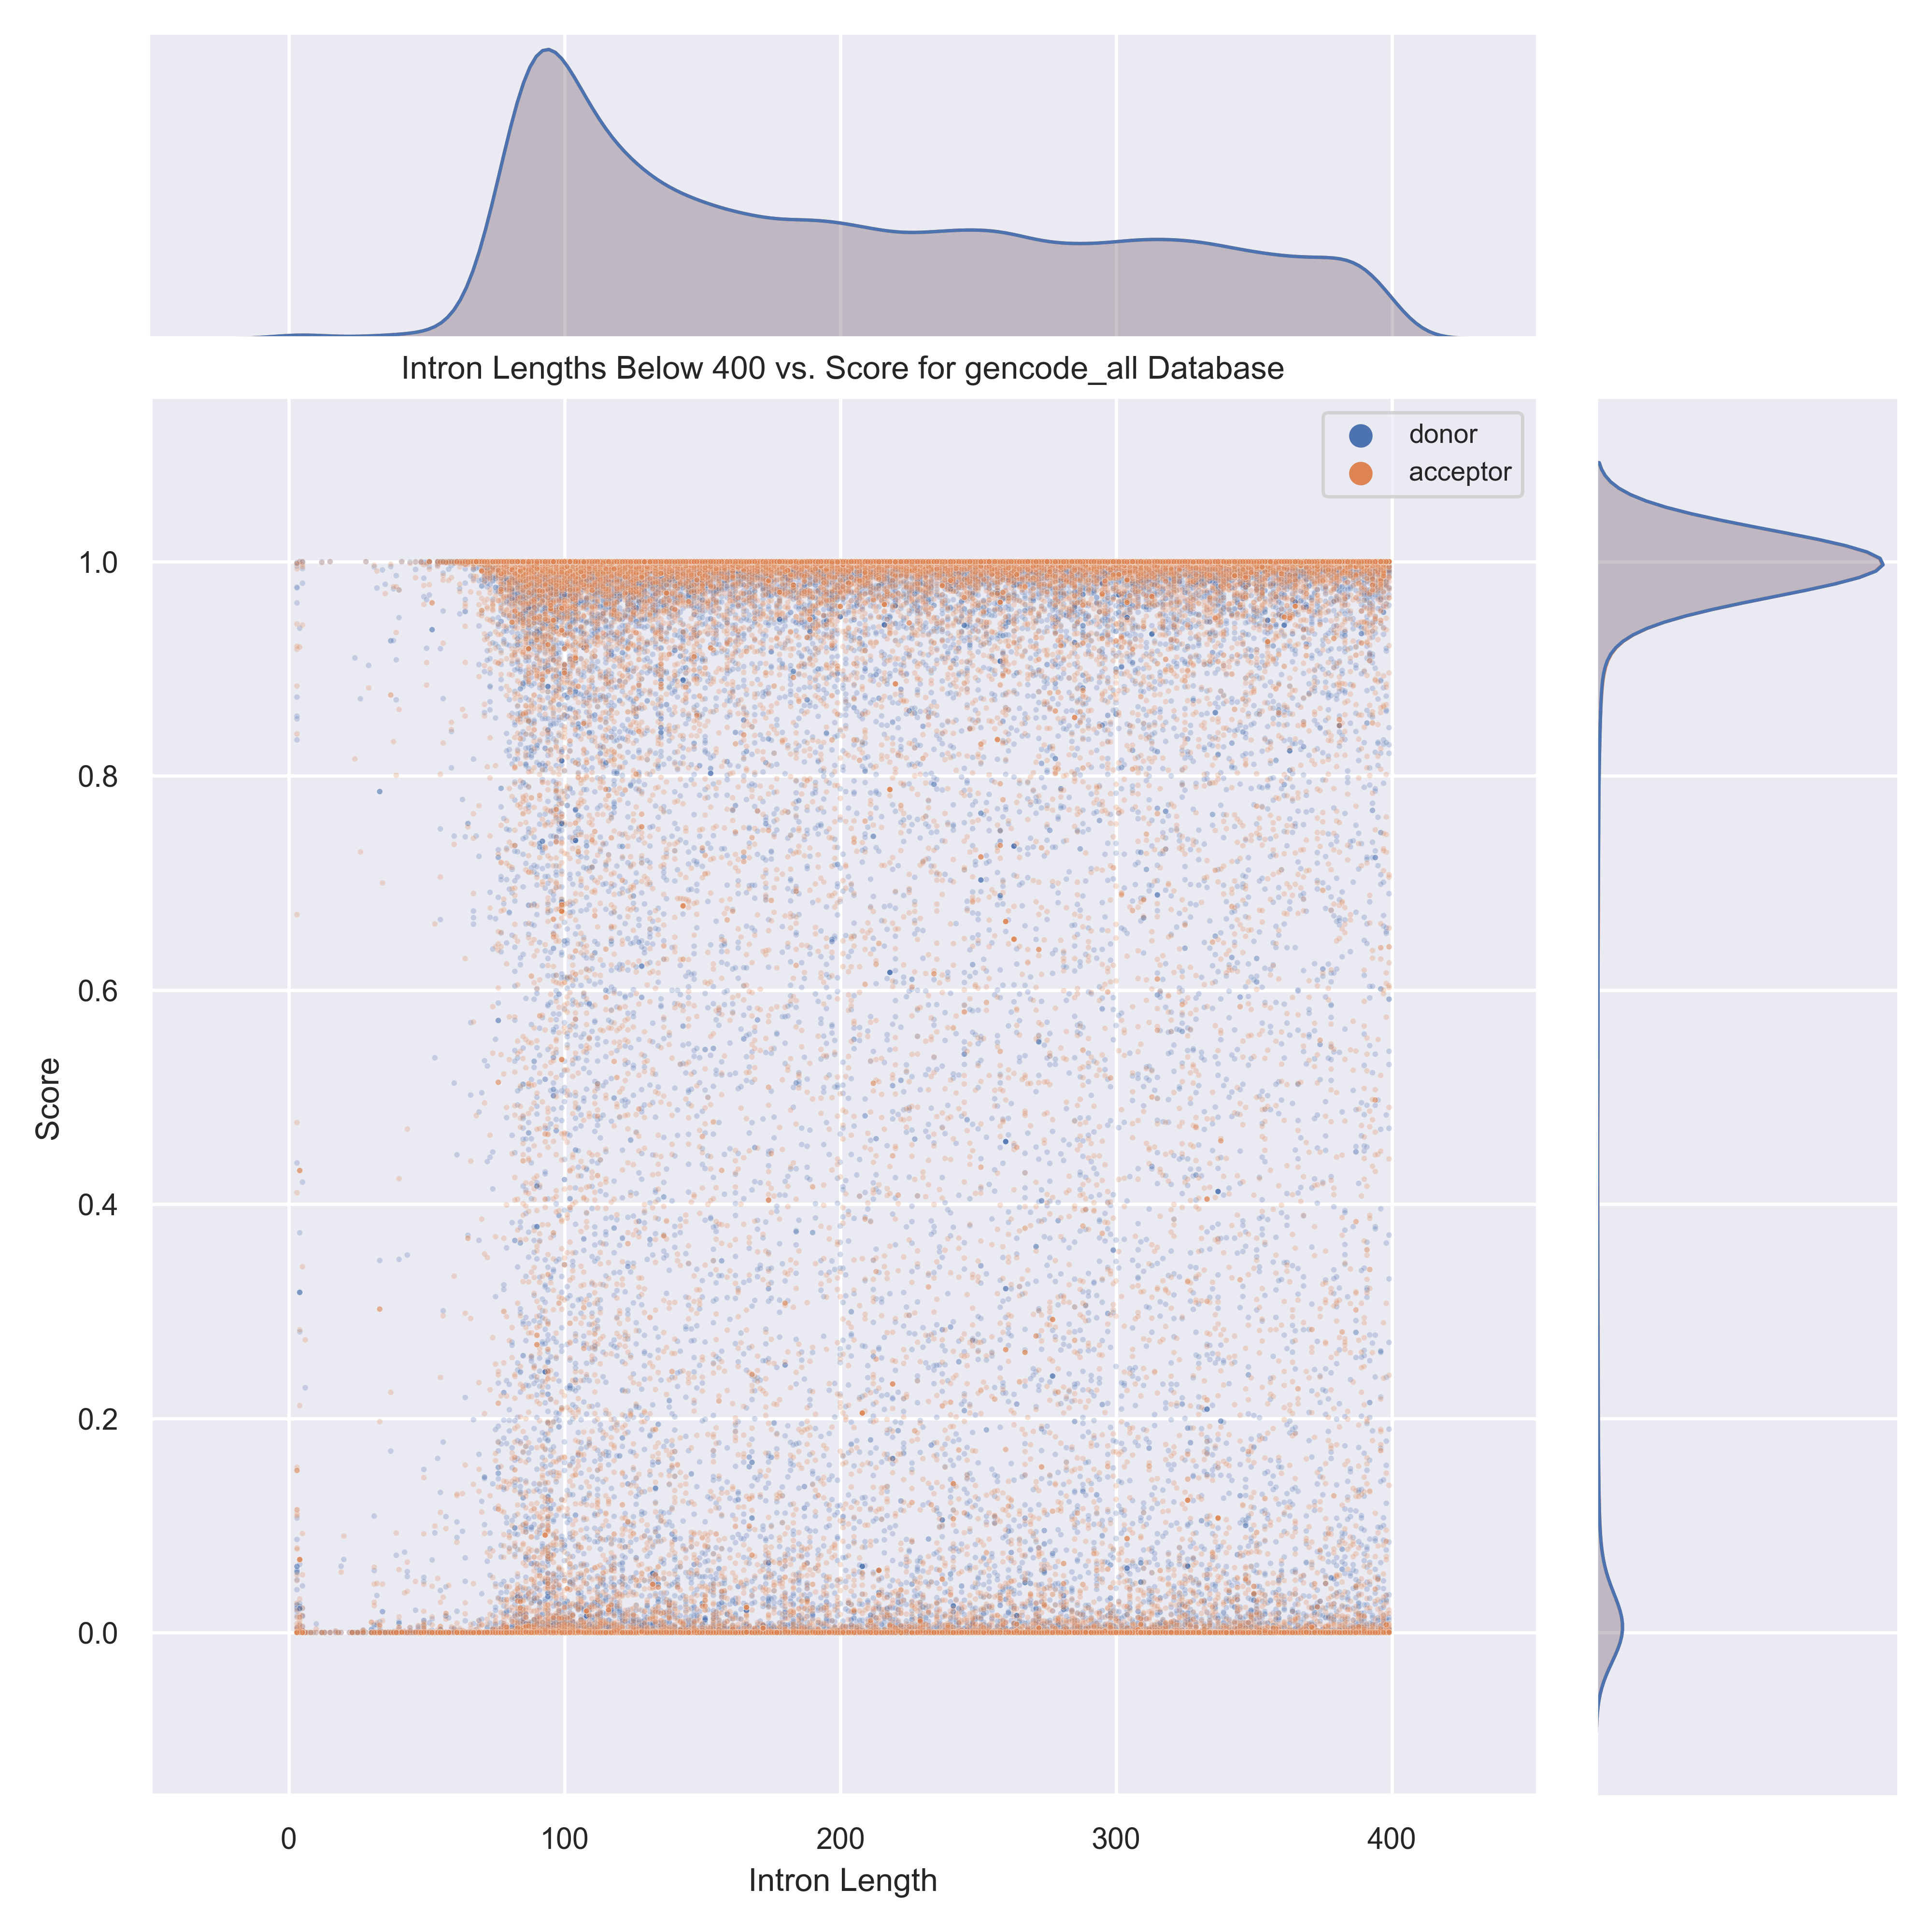 Intron Lengths Below 400 vs. Score for gencode_all Database
donor
acceptor
1.0
0.8
0.6
0.4
0.2
0.0
Score
0 100 200 300 400
Intron Length